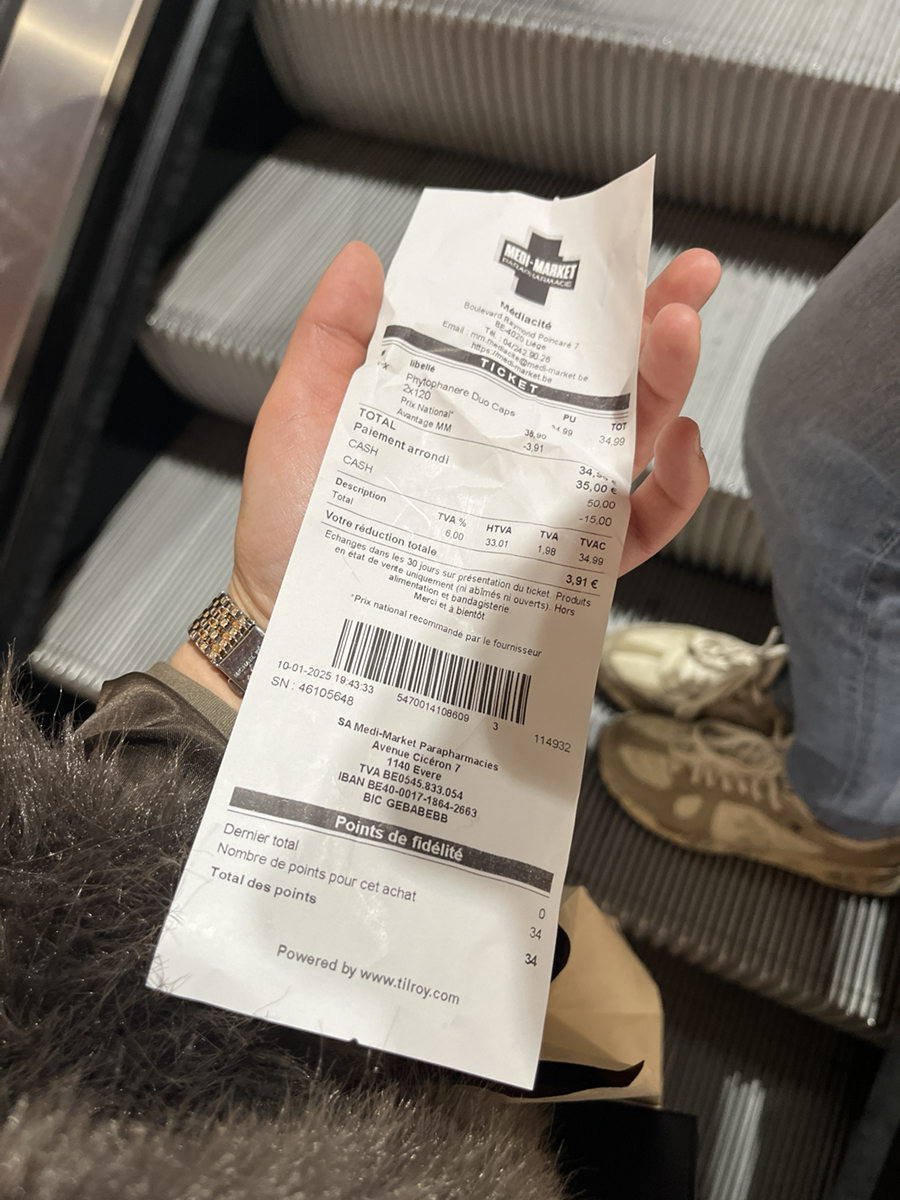 MEDI-MARKET
PARAPHARMACIE
Médiacité
Boulevard Raymond Poincaré 7
BE-4020 Liège
Tél. : 04/242.90.26
Email : mm.mediacite@medi-market.be
https://medi-market.be
TICKET
libellé PU TOT
Phytophanere Duo Caps 34,99 34,99
2x120
Prix National* 38,90
Avantage MM -3,91
TOTAL
Paiement arrondi 35,00 €
CASH 50,00
CASH -15,00
Description TVA % HTVA TVA TVAC
Total 6,00 33,01 1,98 34,99
Votre réduction totale 3,91 €
Echanges dans les 30 jours sur présentation du ticket. Produits
en état de vente uniquement (ni abîmés ni ouverts). Hors
alimentation et bandagisterie.
Merci et à bientôt
*Prix national recommandé par le fournisseur
10-01-2025 19:43:33 5470014108609 3 114932
SN : 46105648
SA Medi-Market Parapharmacies
Avenue Cicéron 7
1140 Evere
TVA BE0545.833.054
IBAN BE40-0017-1864-2663
BIC GEBABEBB
Points de fidélité
Dernier total 0
Nombre de points pour cet achat 34
Total des points 34
Powered by www.tilroy.com